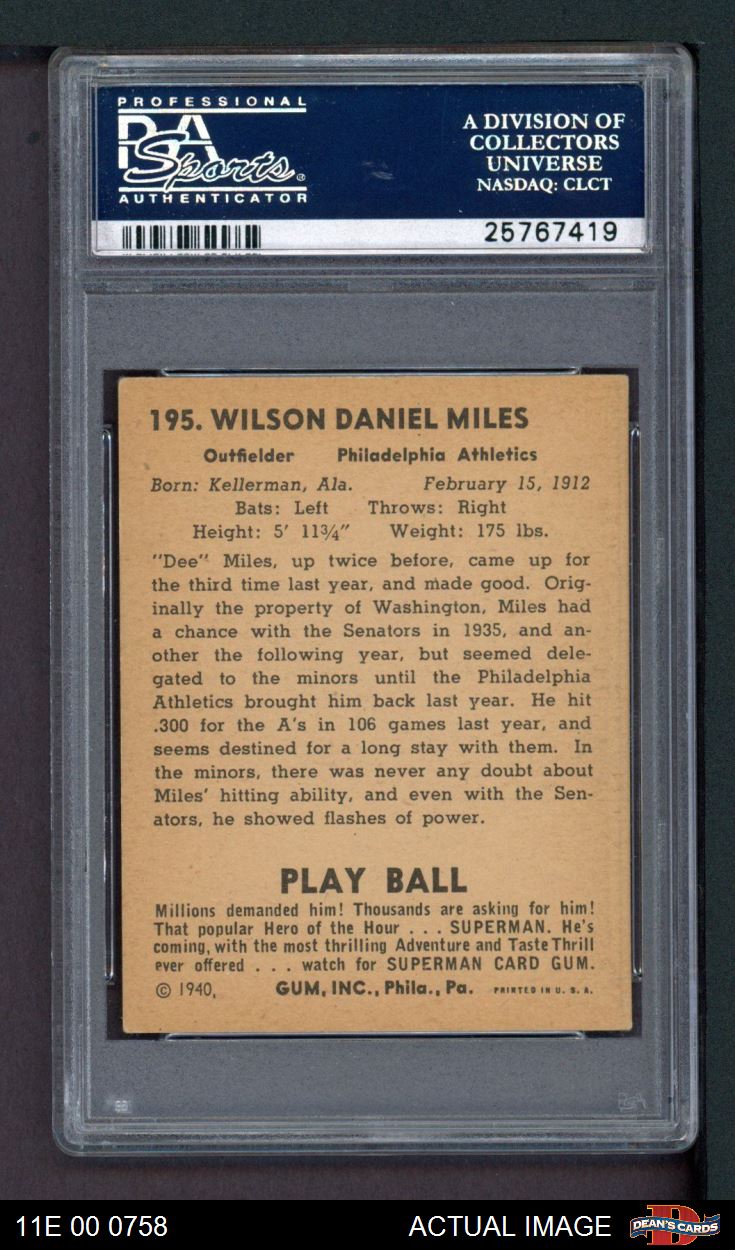 PROFESSIONAL
PSA
Sports
AUTHENTICATOR
A DIVISION OF
COLLECTORS
UNIVERSE
NASDAQ: CLCT
25767419
195. WILSON DANIEL MILES
Outfielder Philadelphia Athletics
Born: Kellerman, Ala. February 15, 1912
Bats: Left Throws: Right
Height: 5′ 11¾″ Weight: 175 lbs.
"Dee" Miles, up twice before, came up for
the third time last year, and made good. Orig-
inally the property of Washington, Miles had
a chance with the Senators in 1935, and an-
other the following year, but seemed dele-
gated to the minors until the Philadelphia
Athletics brought him back last year. He hit
.300 for the A's in 106 games last year, and
seems destined for a long stay with them. In
the minors, there was never any doubt about
Miles' hitting ability, and even with the Sen-
ators, he showed flashes of power.
PLAY BALL
Millions demanded him! Thousands are asking for him!
That popular Hero of the Hour . . . SUPERMAN. He's
coming, with the most thrilling Adventure and Taste Thrill
ever offered . . . watch for SUPERMAN CARD GUM.
© 1940, GUM, INC., Phila., Pa. PRINTED IN U. S. A.
11E 00 0758
ACTUAL IMAGE
DEAN'S CARDS